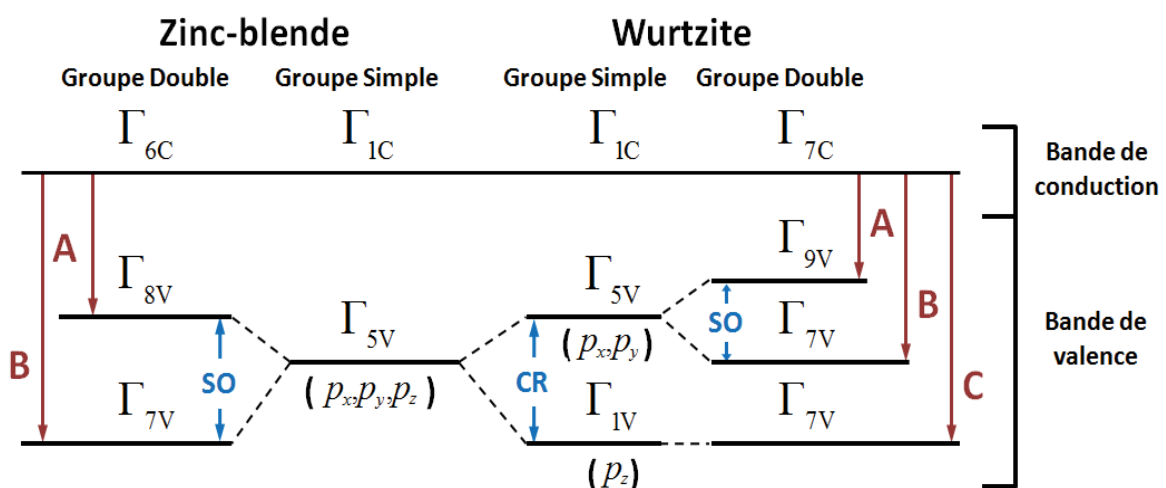 Zinc-blende Wurtzite
Groupe Double Groupe Simple Groupe Simple Groupe Double
Γ6C Γ1C Γ1C Γ7C
Bande de
conduction
A Γ8V Γ5V Γ9V A
B SO Γ5V (px,py) SO Γ7V B
(px,py,pz) CR
Γ7V Γ1V Γ7V C
(pz)
Bande de
valence